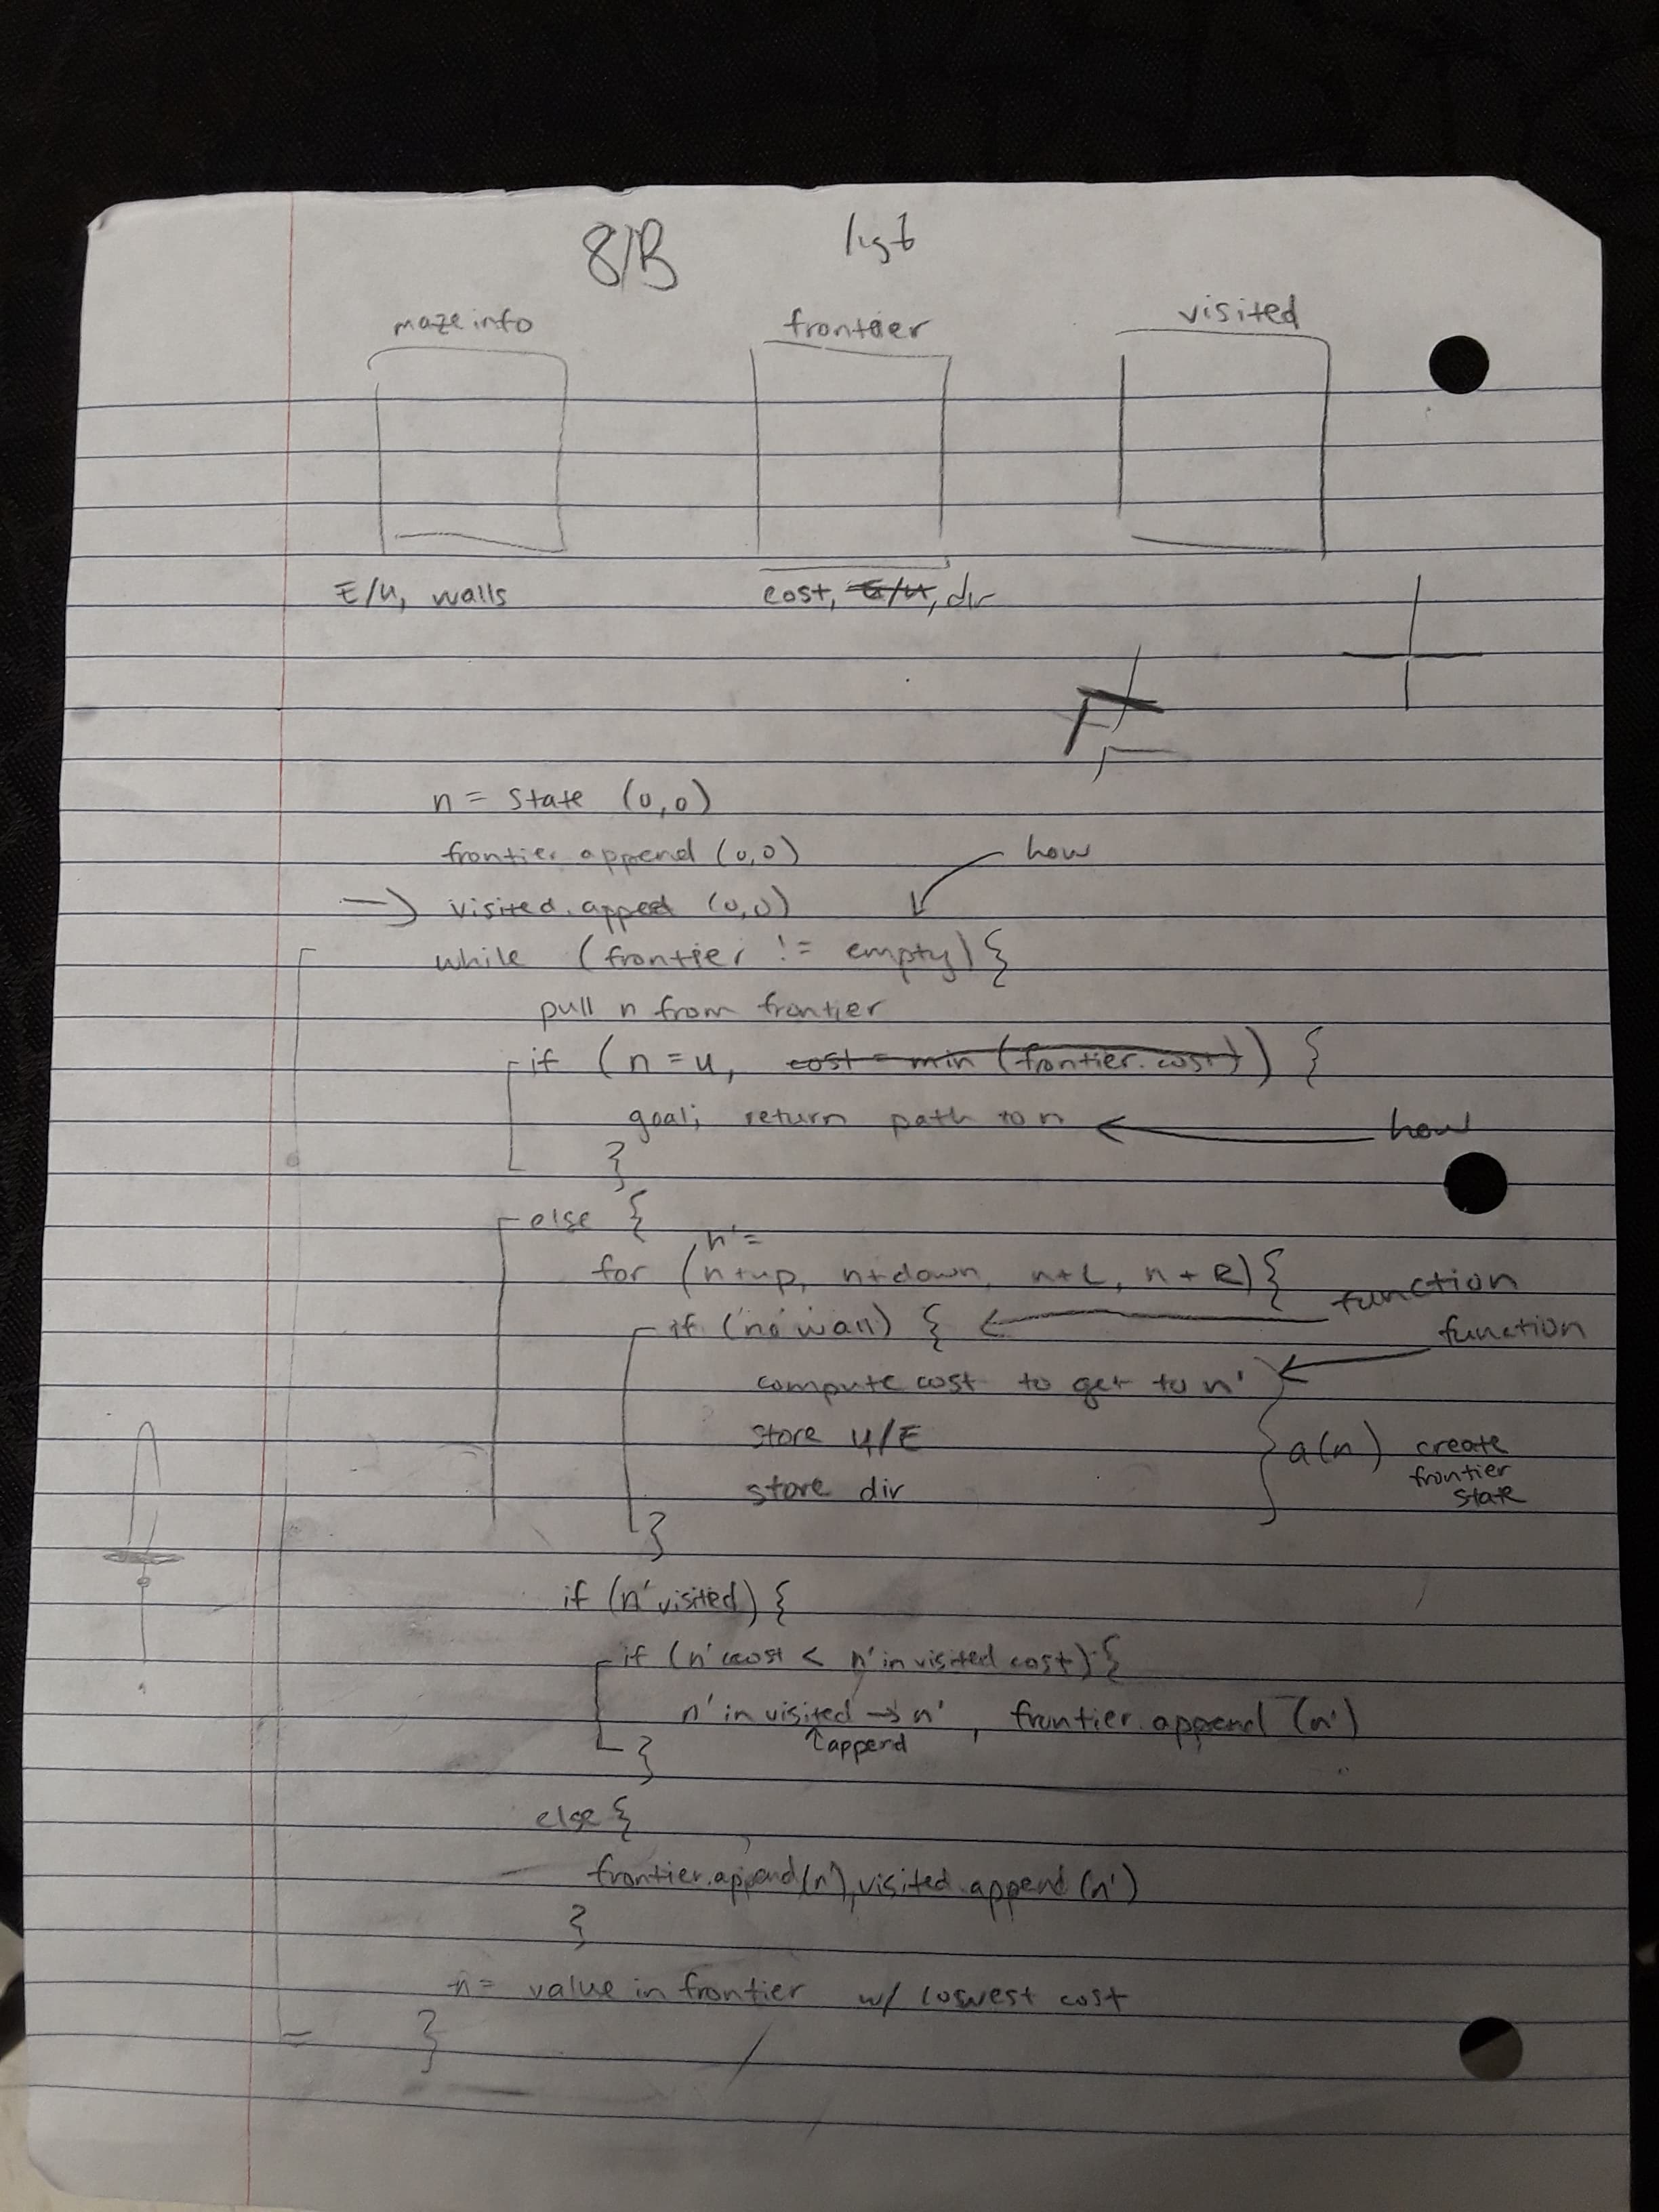 8/B list
maze info frontier visited
E/U, walls cost, E/U, dir
n = state (0,0)
frontier.append (0,0) how
→ visited.apped (0,0)
while (frontier != empty) {
pull n from frontier
if (n = u, cost = min (frontier.cost)) {
goal; return path to n ← how
}
else {
n' =
for (n+up, n+down, n+L, n+R) {
function
if (no wall) { ←
function
compute cost to get to n' ←
store U/E
a(n) create
frontier
store dir
state
}
if (n' visited) {
if (n' cost < n' in visited cost) {
n' in visited → n', frontier.append (n')
↑append
}
else {
frontier.append(n'), visited.append (n')
}
n = value in frontier w/ lowest cost
}